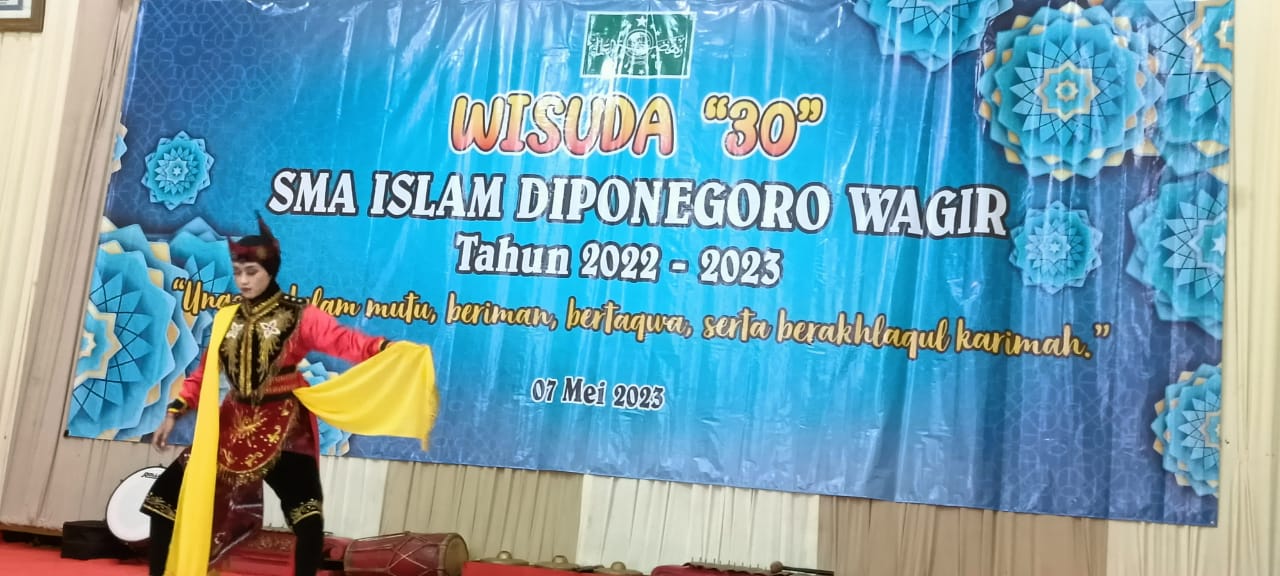 WISUDA "30"
SMA ISLAM DIPONEGORO WAGIR
Tahun 2022 - 2023
mutu, beriman, bertaqwa, serta berakhlaqul karimah."
07 Mei 2023